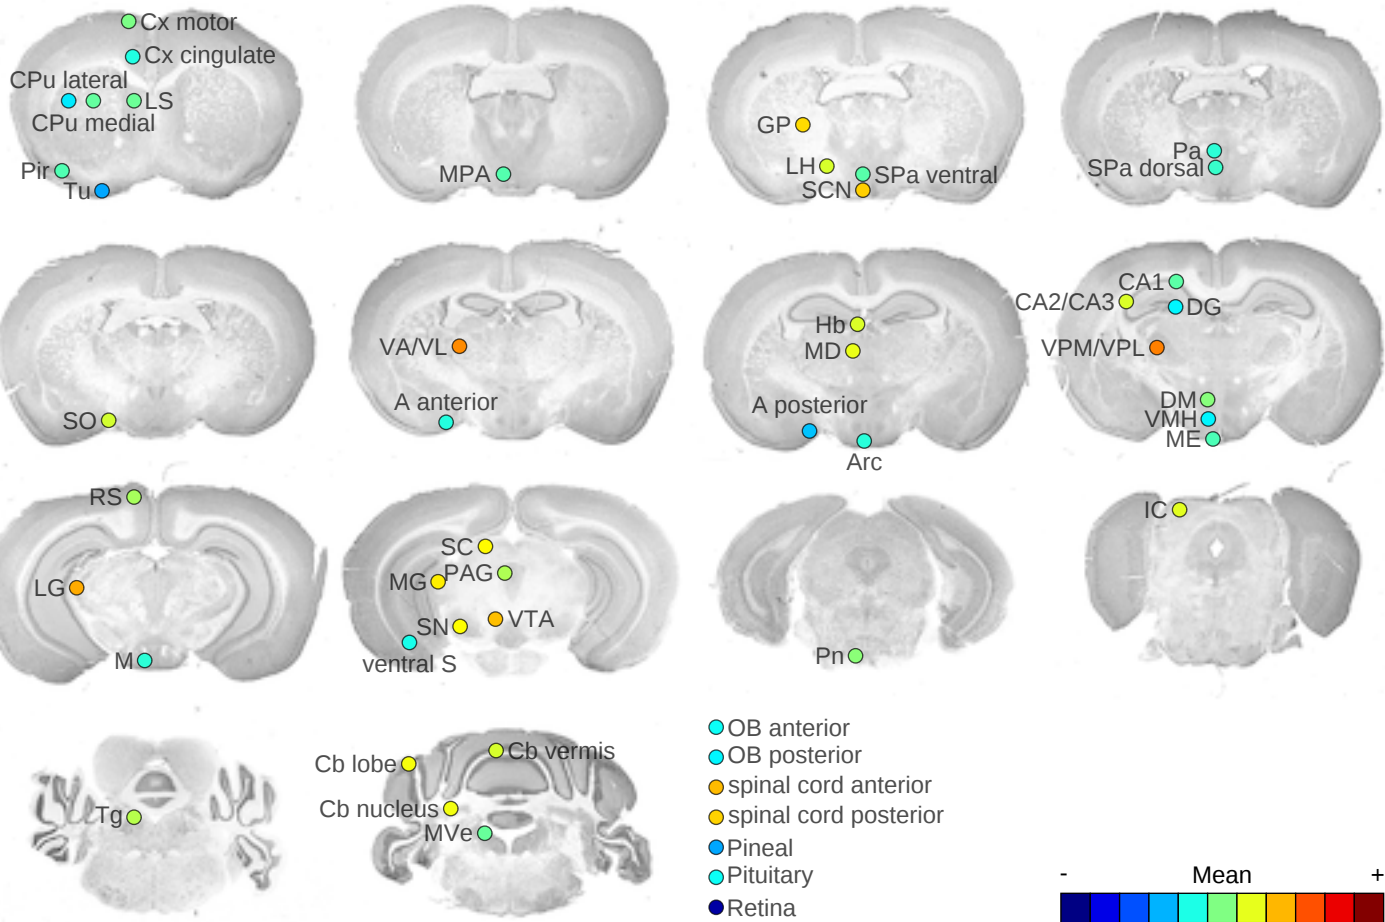 Cx motor
Cx cingulate
CPu lateral
LS
CPu medial
Pir
Tu
MPA
GP
LH
SPa ventral
SCN
Pa
SPa dorsal
SO
VA/VL
A anterior
Hb
MD
A posterior
Arc
CA1
CA2/CA3
DG
VPM/VPL
DM
VMH
ME
RS
LG
M
SC
PAG
MG
VTA
SN
ventral S
Pn
IC
Tg
Cb vermis
Cb lobe
Cb nucleus
MVe
OB anterior
OB posterior
spinal cord anterior
spinal cord posterior
Pineal
Pituitary
Retina
- Mean +